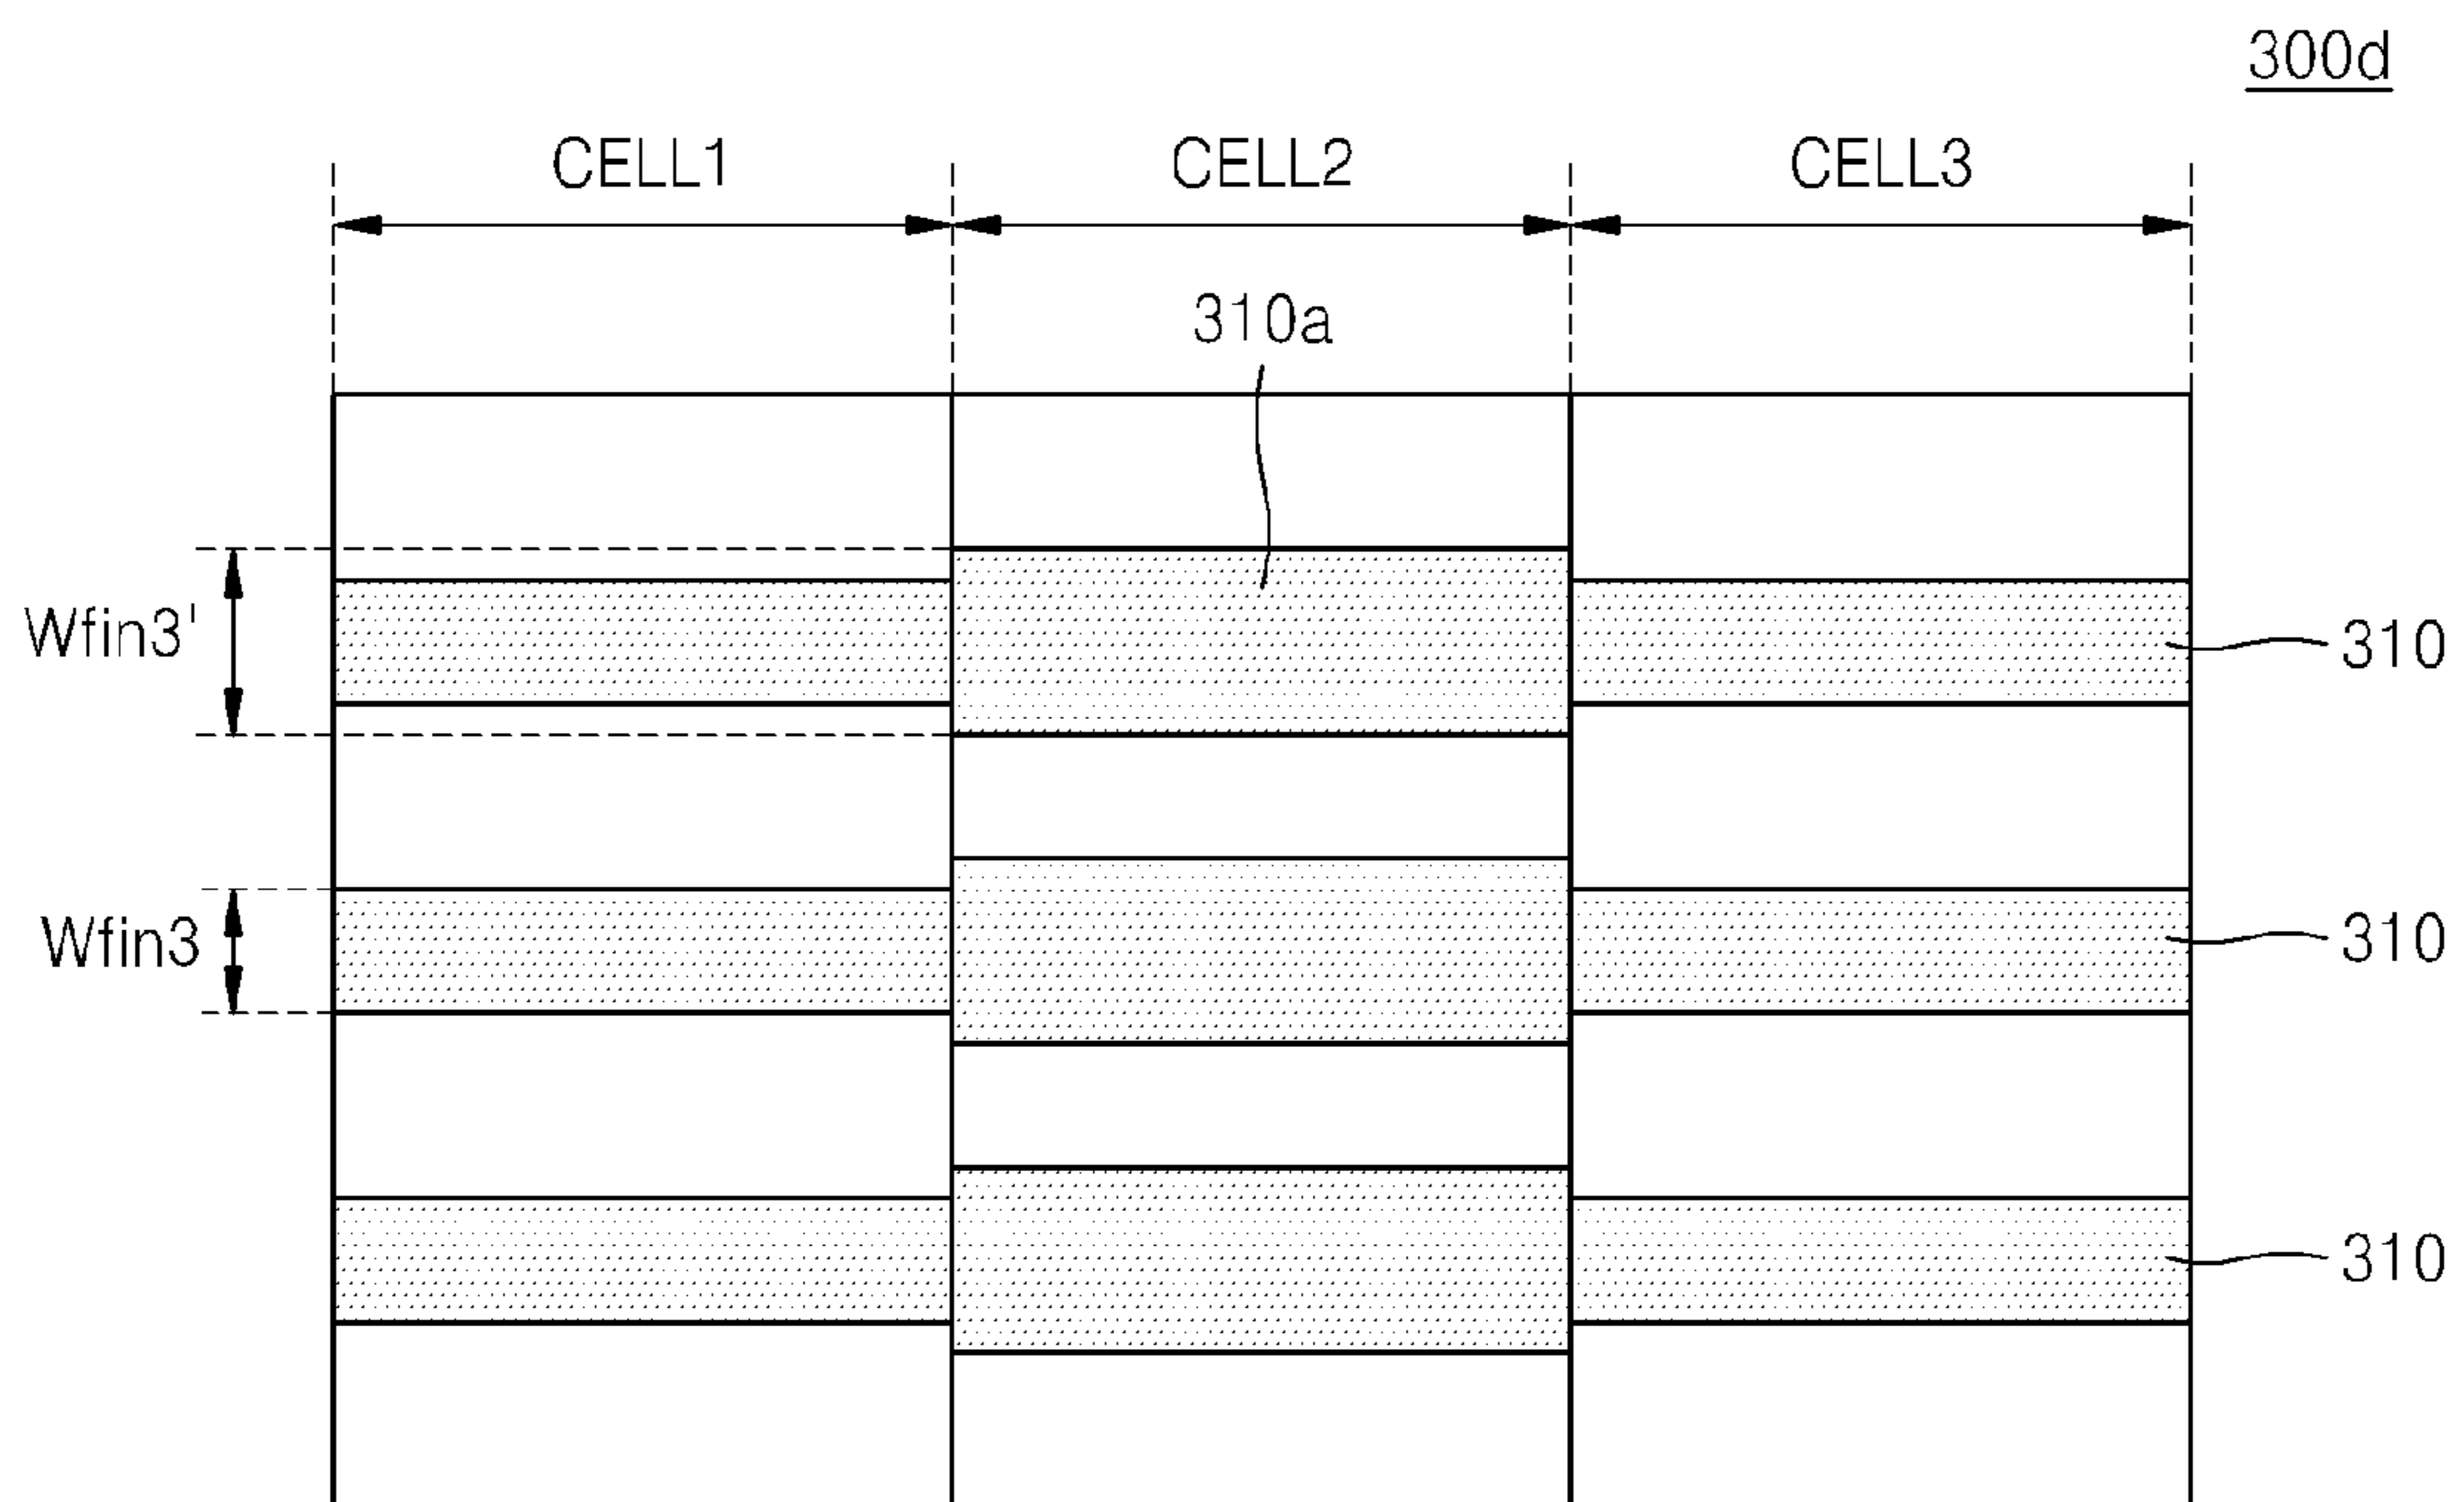 300d
CELL1 CELL2 CELL3
310a
Wfin3' 310
Wfin3 310
310